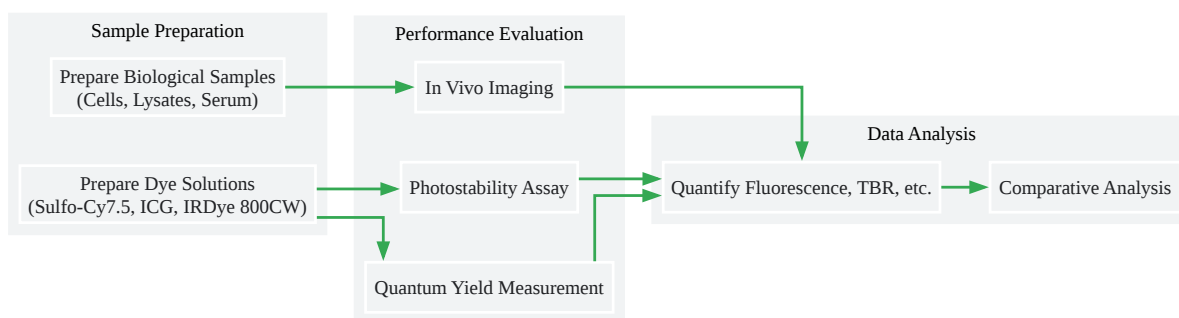 Sample Preparation
Prepare Biological Samples
(Cells, Lysates, Serum)
Prepare Dye Solutions
(Sulfo-Cy7.5, ICG, IRDye 800CW)
Performance Evaluation
In Vivo Imaging
Photostability Assay
Quantum Yield Measurement
Data Analysis
Quantify Fluorescence, TBR, etc.
Comparative Analysis